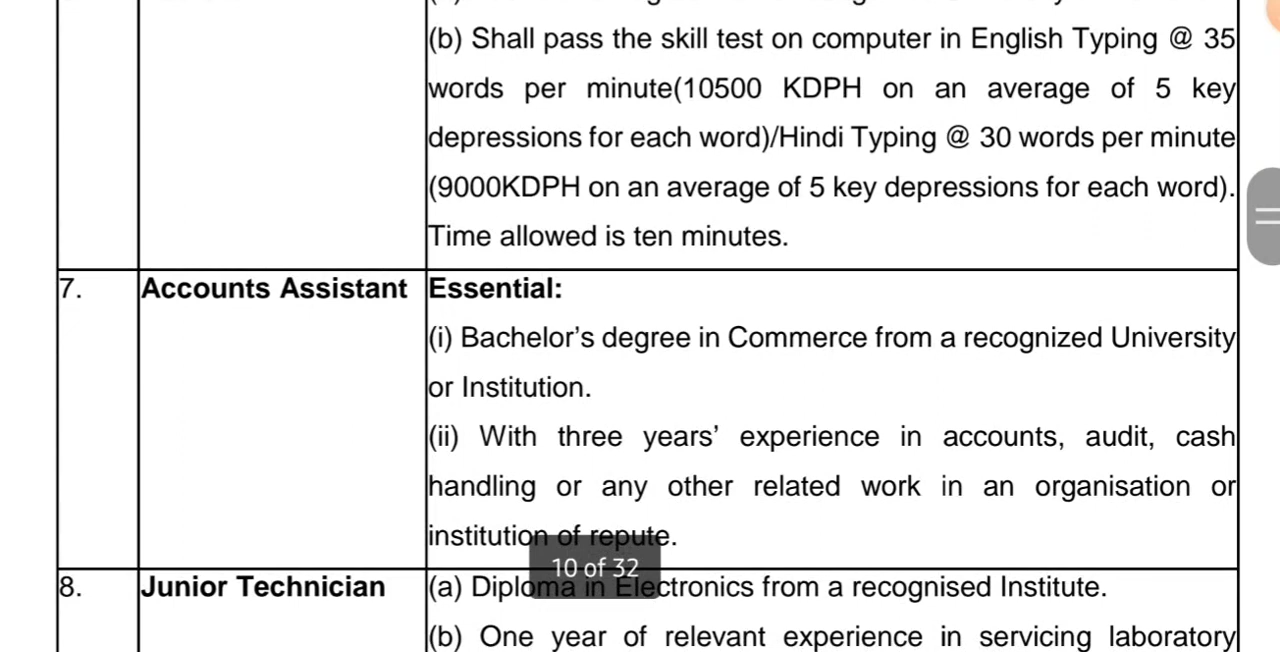 (b) Shall pass the skill test on computer in English Typing @ 35
words per minute(10500 KDPH on an average of 5 key
depressions for each word)/Hindi Typing @ 30 words per minute
(9000KDPH on an average of 5 key depressions for each word).
Time allowed is ten minutes.
7. Accounts Assistant Essential:
(i) Bachelor’s degree in Commerce from a recognized University
or Institution.
(ii) With three years’ experience in accounts, audit, cash
handling or any other related work in an organisation or
institution of repute.
10 of 32
8. Junior Technician (a) Diploma in Electronics from a recognised Institute.
(b) One year of relevant experience in servicing laboratory